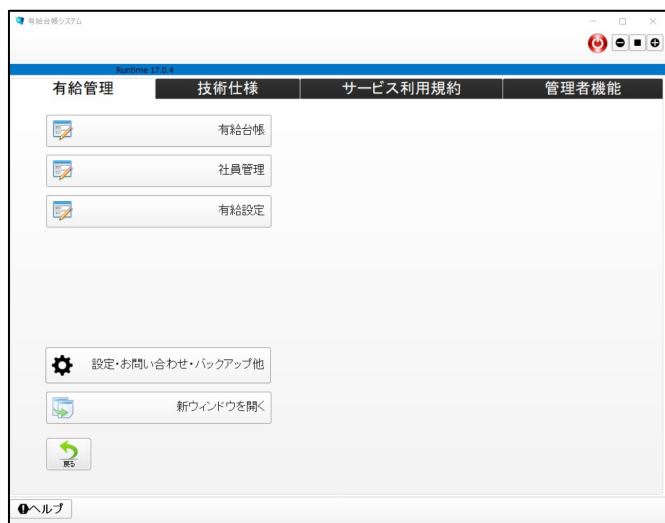 有給台帳システム
Runtime 17.0.4
有給管理
技術仕様
サービス利用規約
管理者機能
有給台帳
社員管理
有給設定
設定・お問い合わせ・バックアップ他
新ウィンドウを開く
戻る
ヘルプ